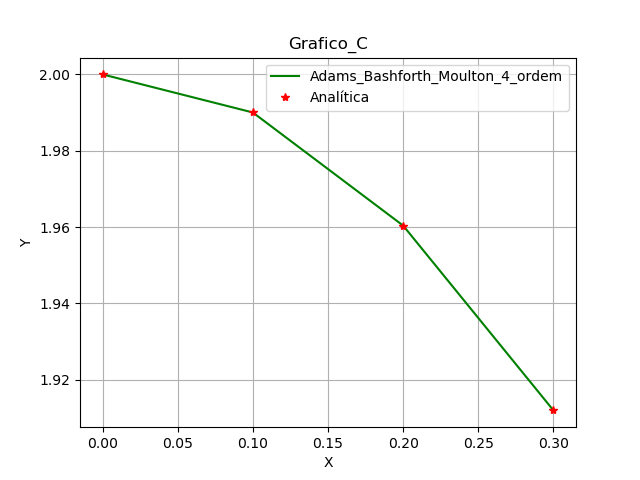 Grafico_C
Adams_Bashforth_Moulton_4_ordem
Analítica
2.00
1.98
1.96
1.94
1.92
Y
0.00 0.05 0.10 0.15 0.20 0.25 0.30
X